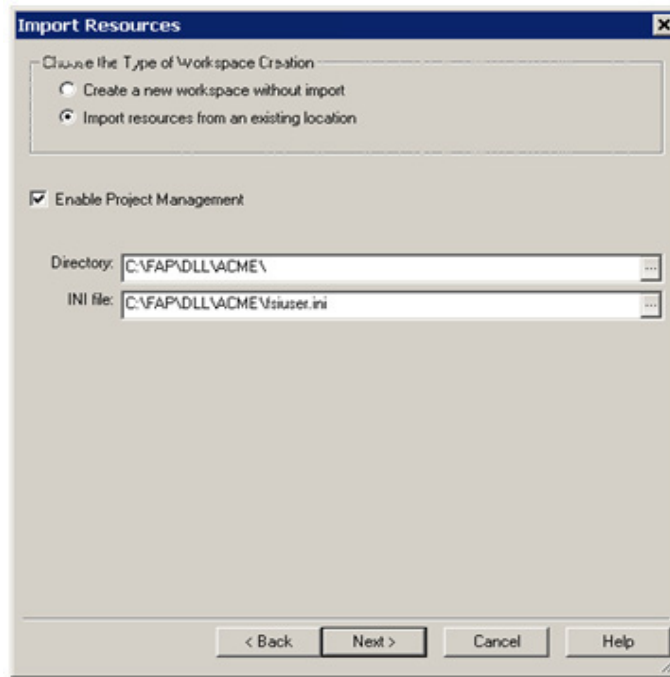 Import Resources
Choose the Type of Workspace Creation
Create a new workspace without import
Import resources from an existing location
Enable Project Management
Directory: C:\FAP\DLL\ACME\ ...
INI file: C:\FAP\DLL\ACME\fsiuser.ini ...
< Back Next > Cancel Help